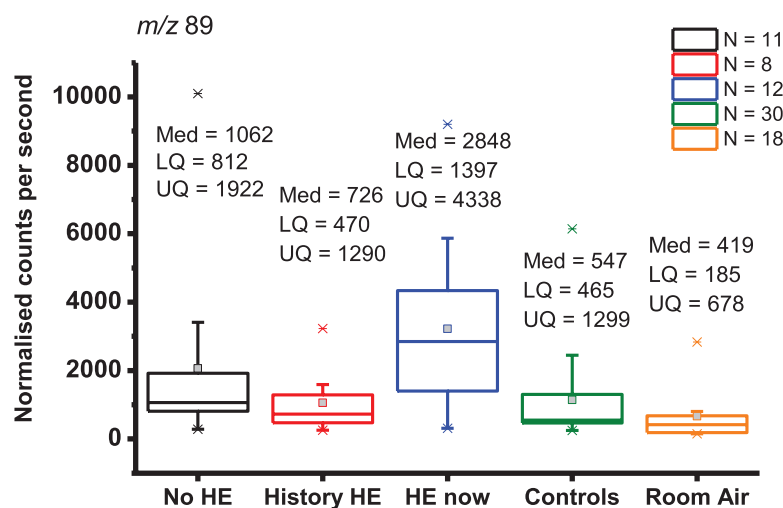 m/z 89
N = 11
N = 8
N = 12
N = 30
N = 18
Normalised counts per second
10000
8000
6000
4000
2000
0
Med = 1062
LQ = 812
UQ = 1922
Med = 726
LQ = 470
UQ = 1290
Med = 2848
LQ = 1397
UQ = 4338
Med = 547
LQ = 465
UQ = 1299
Med = 419
LQ = 185
UQ = 678
No HE
History HE
HE now
Controls
Room Air